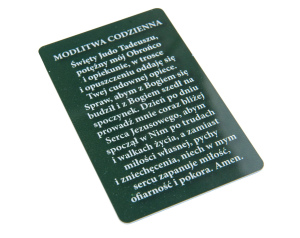 MODLITWA CODZIENNA
Święty Judo Tadeuszu,
potężny mój Obrońco
i opiekunie, w trosce
i opuszczeniu oddaję się
Twej cudownej opiece.
Spraw, abym z Bogiem się
budził i z Bogiem szedł na
spoczynek. Dzień po dniu
prowadź mnie coraz bliżej
Serca Jezusowego, abym
spoczął w Nim po trudach
i walkach życia, a zamiast
miłości własnej, pychy
i zniechęcenia, niech w mym
sercu zapanuje miłość,
ofiarność i pokora. Amen.